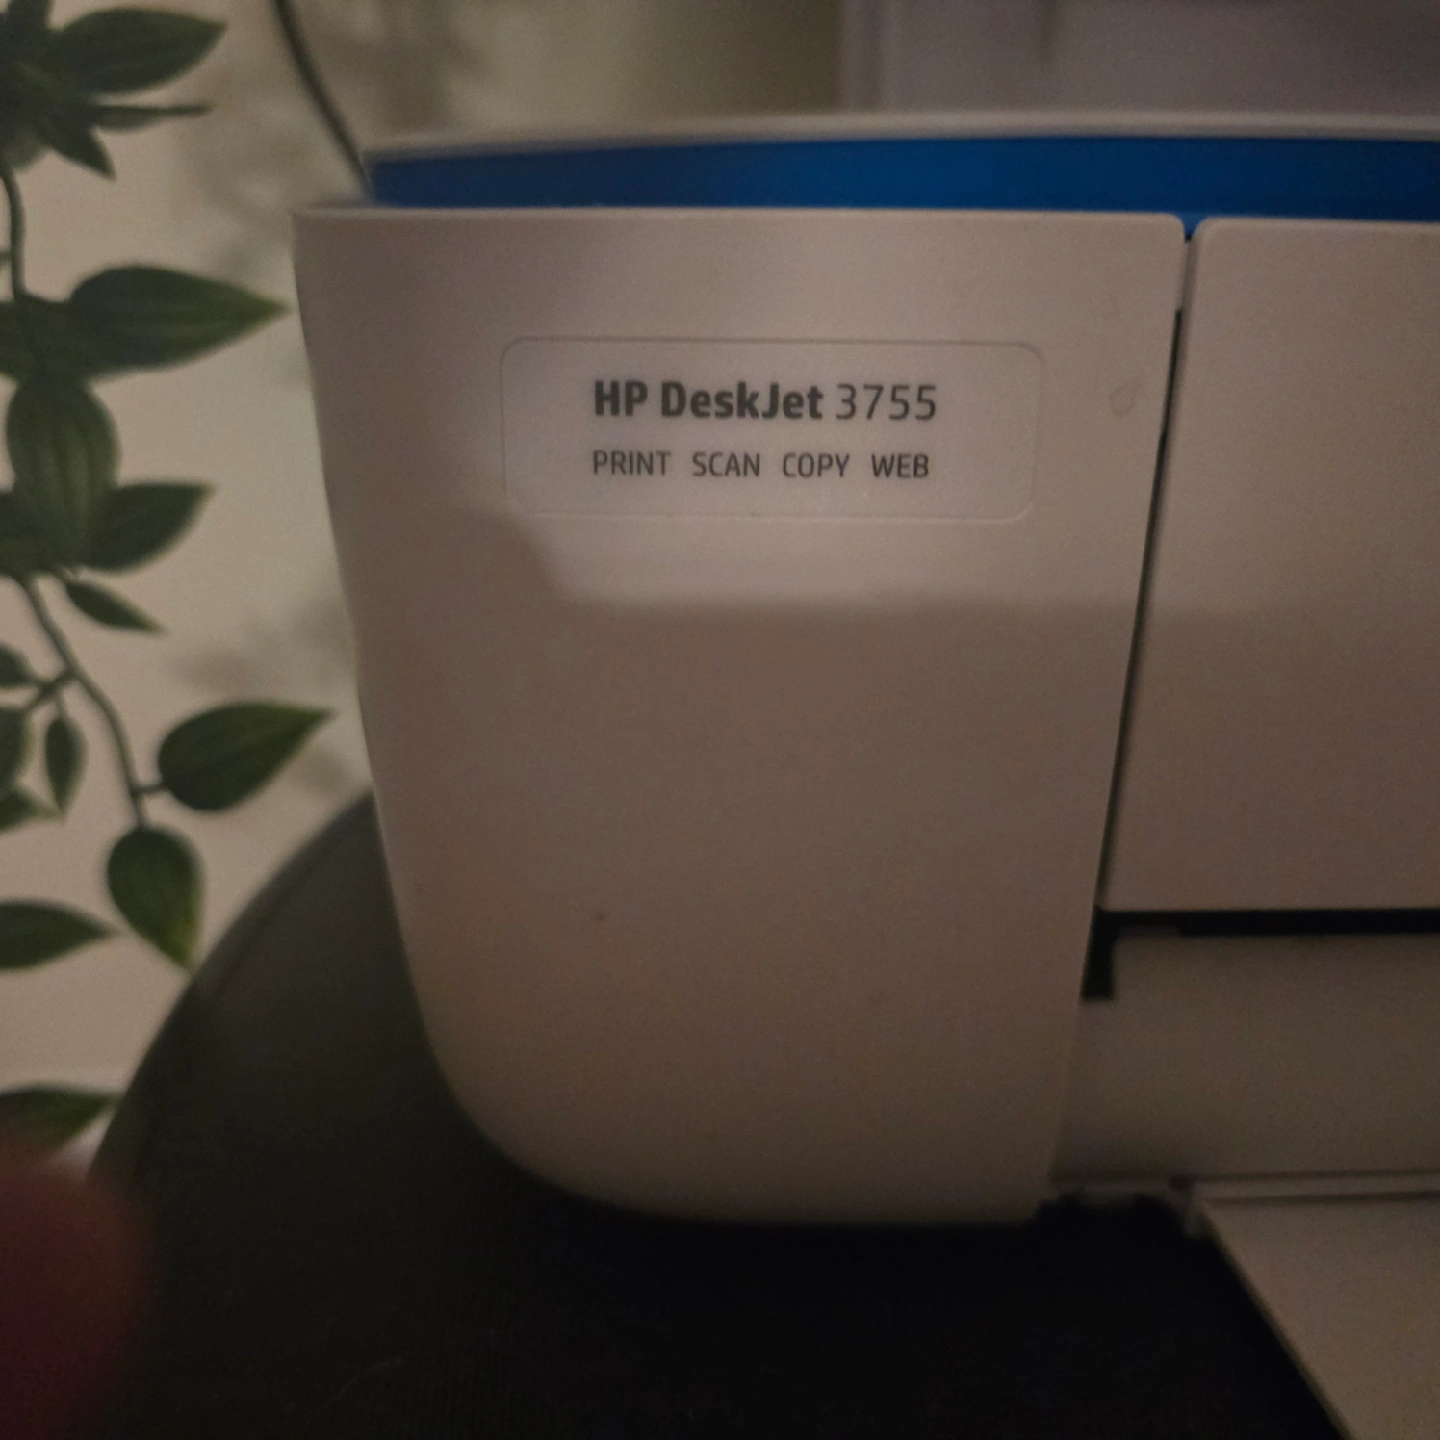 HP DeskJet 3755
PRINT SCAN COPY WEB